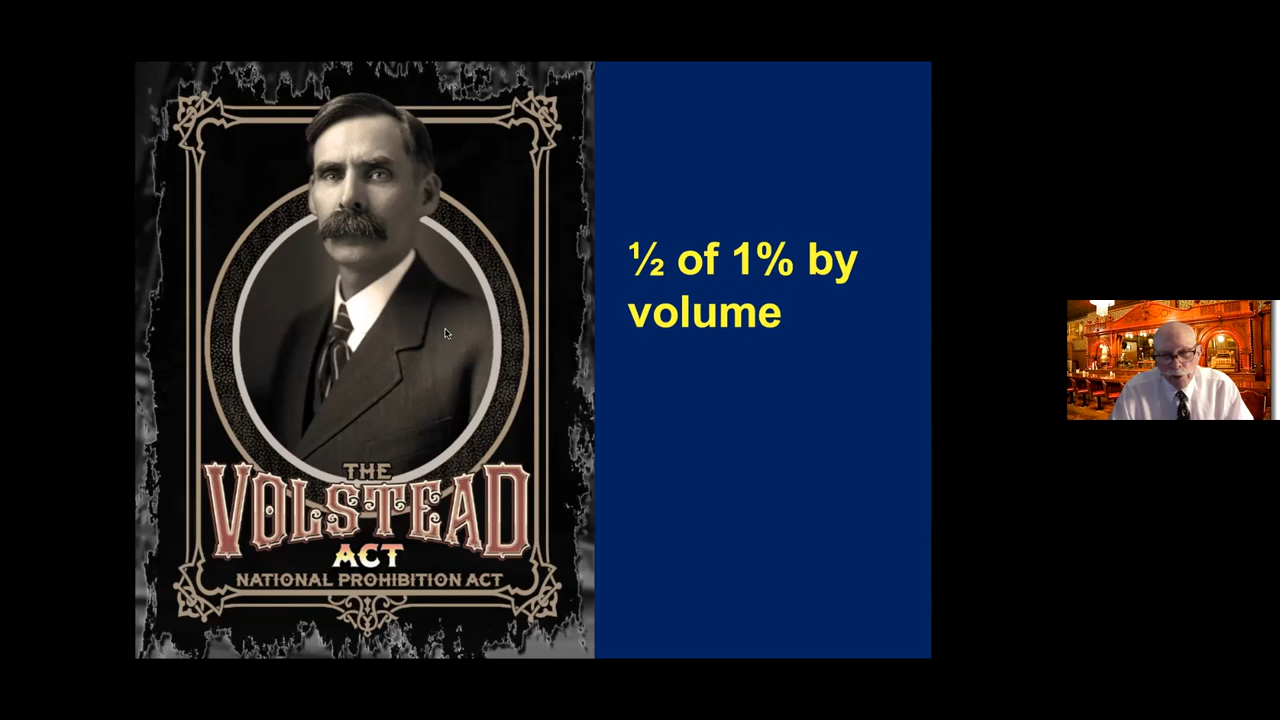 THE
VOLSTEAD
ACT
NATIONAL PROHIBITION ACT
½ of 1% by
volume